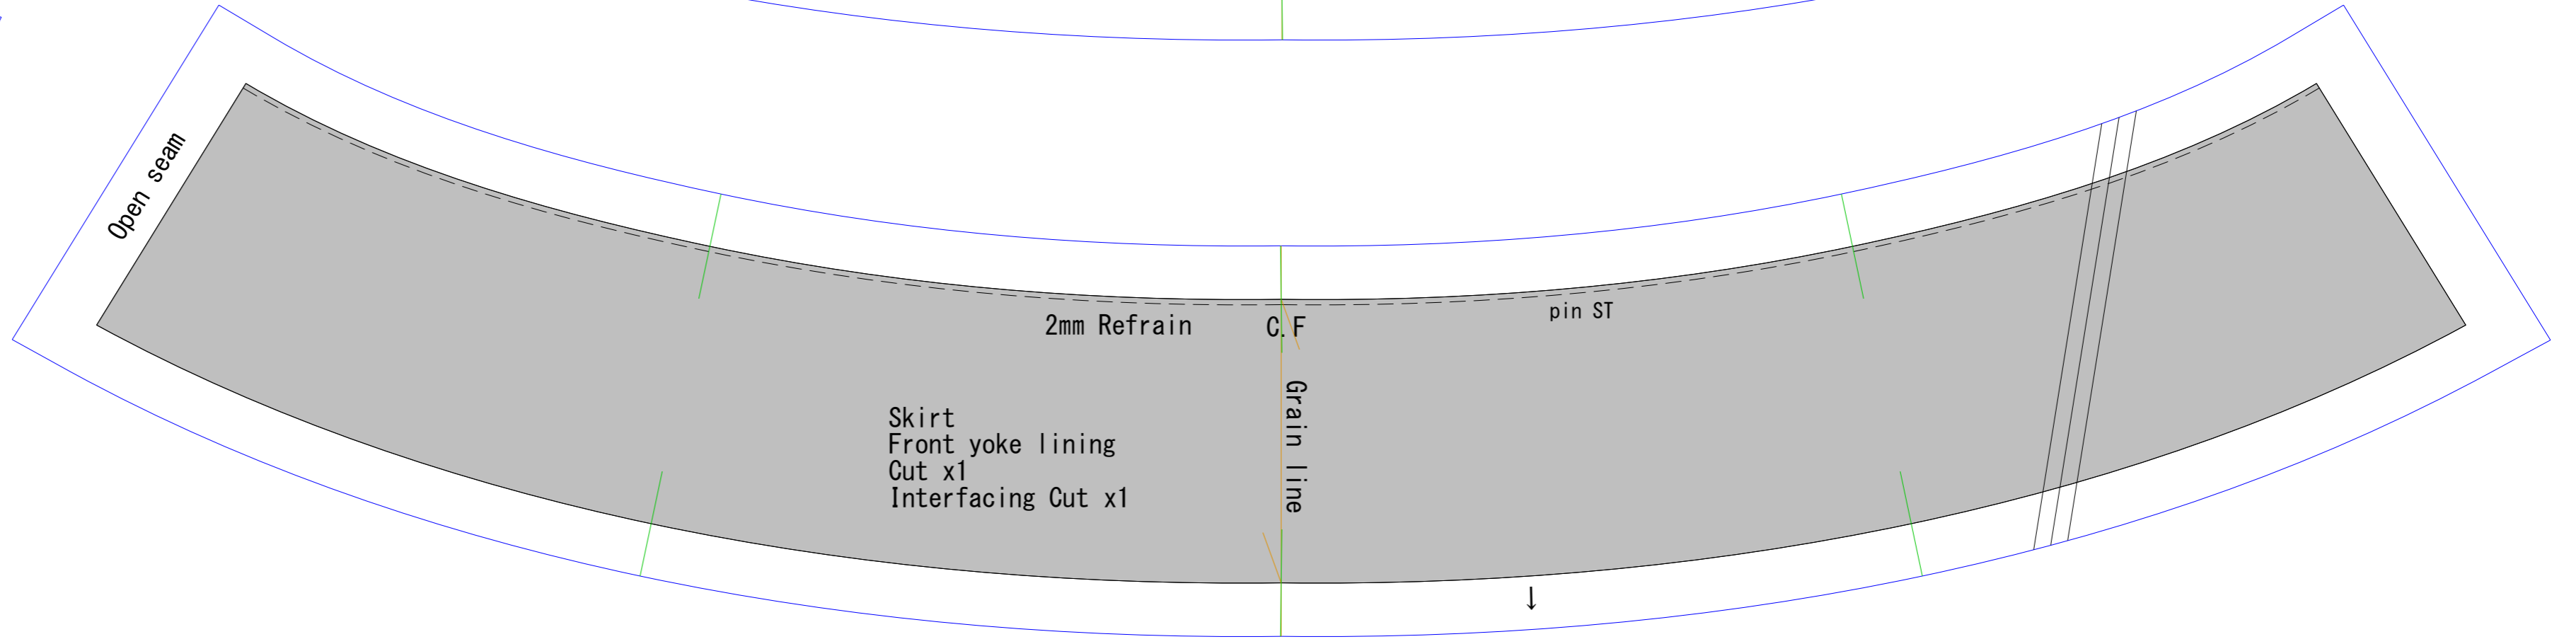 Open seam
2mm Refrain
C.F
pin ST
Grain line
Skirt
Front yoke lining
Cut x1
Interfacing Cut x1
↓